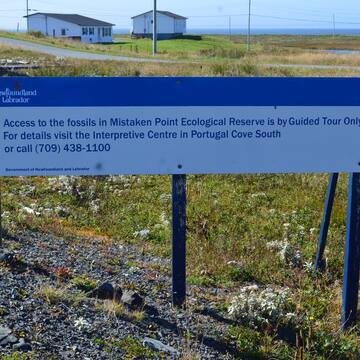 Newfoundland
Labrador
Access to the fossils in Mistaken Point Ecological Reserve is by Guided Tour Only
For details visit the Interpretive Centre in Portugal Cove South
or call (709) 438-1100
Government of Newfoundland and Labrador